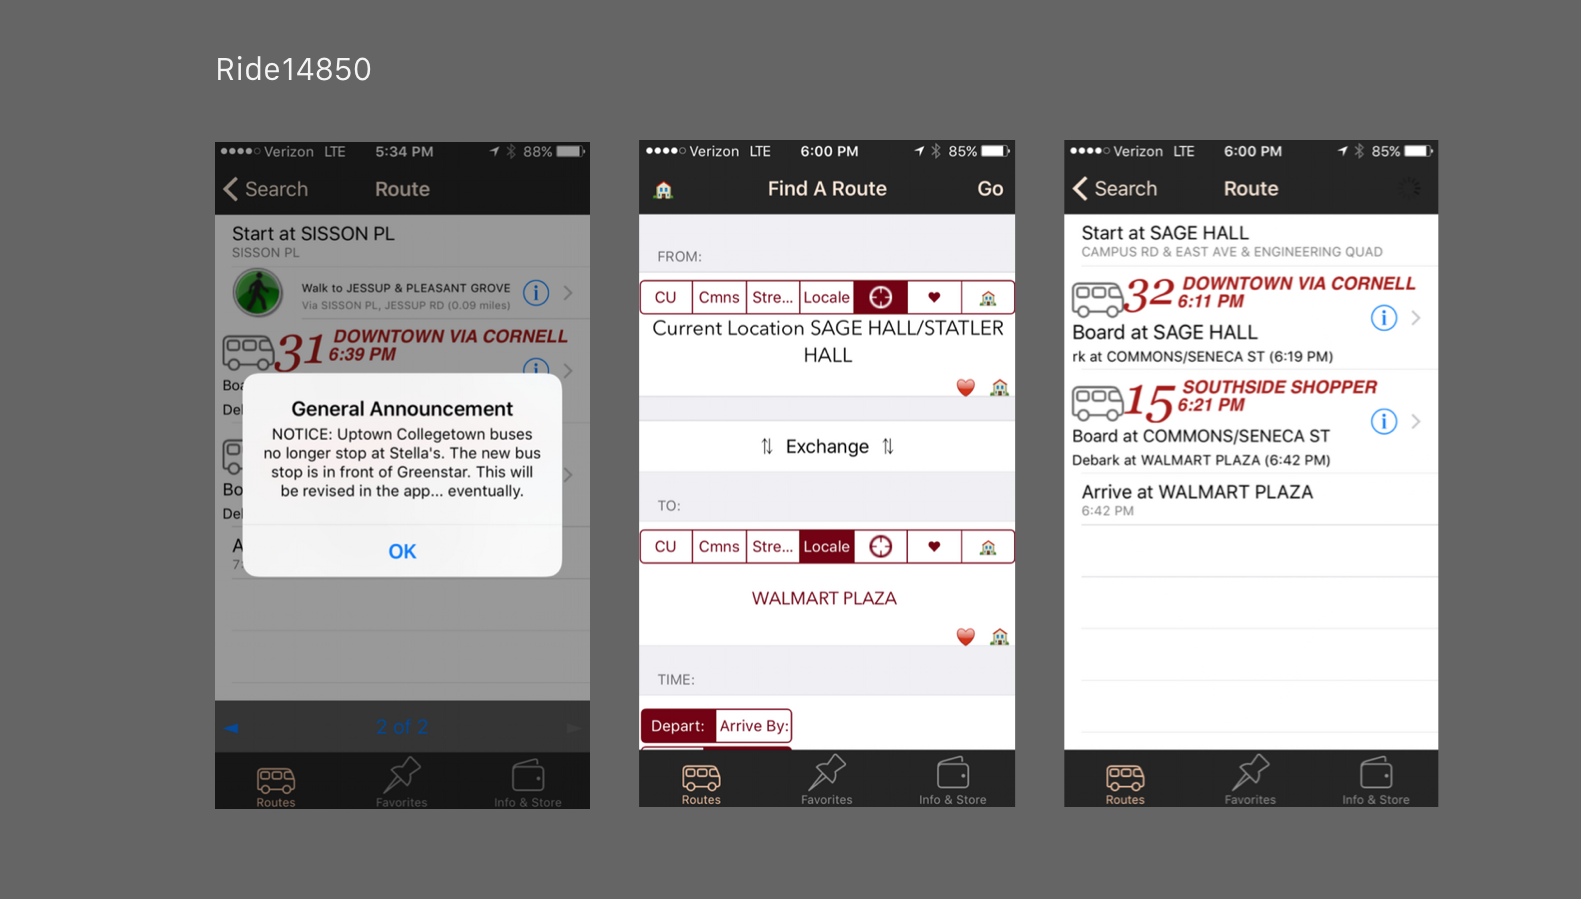 Ride14850
Verizon LTE 5:34 PM 88%
Search Route
Start at SISSON PL
SISSON PL
Walk to JESSUP & PLEASANT GROVE
Via SISSON PL, JESSUP RD (0.09 miles)
31 DOWNTOWN VIA CORNELL
6:39 PM
Boa
Del
Bo
Del
A
7:
General Announcement
NOTICE: Uptown Collegetown buses
no longer stop at Stella's. The new bus
stop is in front of Greenstar. This will
be revised in the app... eventually.
OK
2 of 2
Routes Favorites Info & Store
Verizon LTE 6:00 PM 85%
Find A Route Go
FROM:
CU Cmns Stre... Locale
Current Location SAGE HALL/STATLER
HALL
Exchange
TO:
CU Cmns Stre... Locale
WALMART PLAZA
TIME:
Depart: Arrive By:
Routes Favorites Info & Store
Verizon LTE 6:00 PM 85%
Search Route
Start at SAGE HALL
CAMPUS RD & EAST AVE & ENGINEERING QUAD
32 DOWNTOWN VIA CORNELL
6:11 PM
Board at SAGE HALL
rk at COMMONS/SENECA ST (6:19 PM)
15 SOUTHSIDE SHOPPER
6:21 PM
Board at COMMONS/SENECA ST
Debark at WALMART PLAZA (6:42 PM)
Arrive at WALMART PLAZA
6:42 PM
Routes Favorites Info & Store